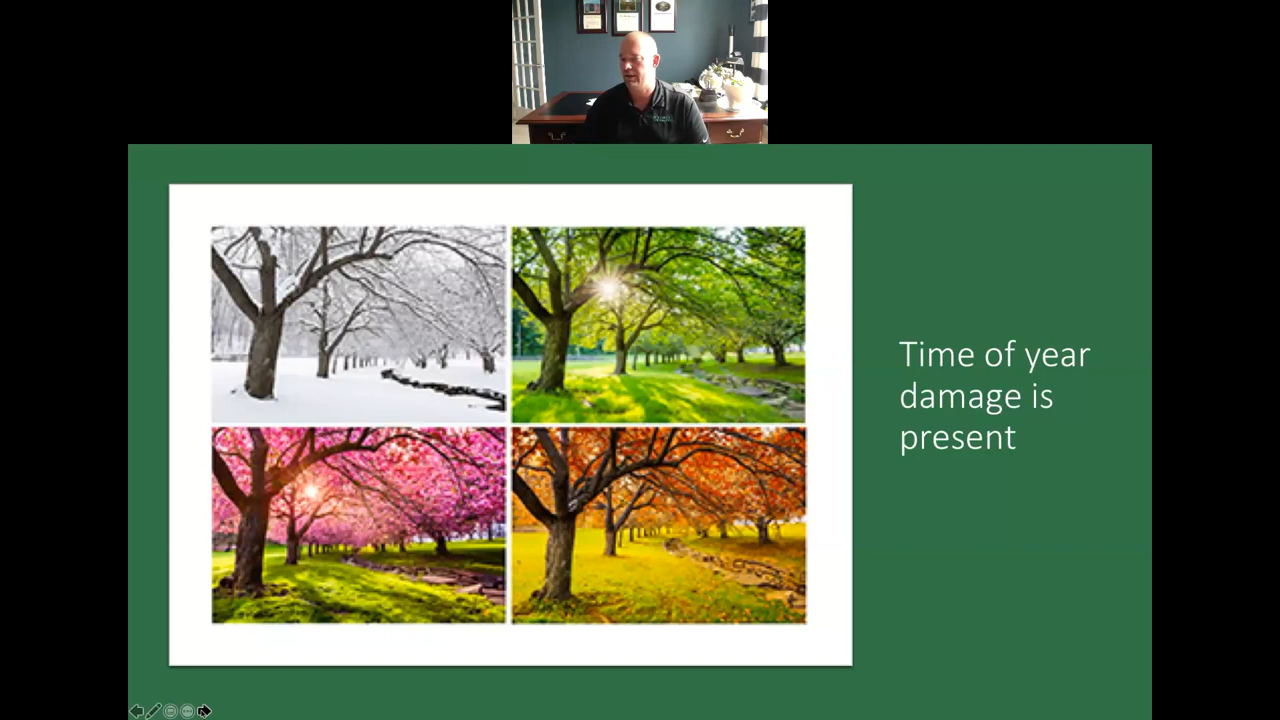 Time of year
damage is
present